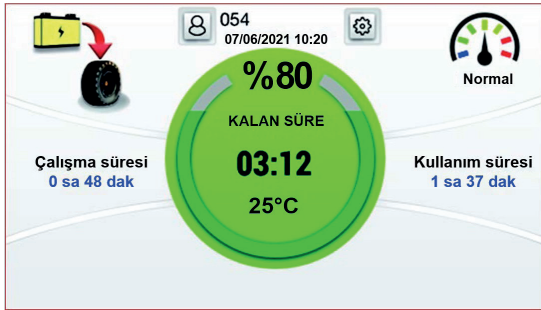 054
07/06/2021 10:20
Normal
%80
KALAN SÜRE
03:12
25°C
Çalışma süresi
0 sa 48 dak
Kullanım süresi
1 sa 37 dak